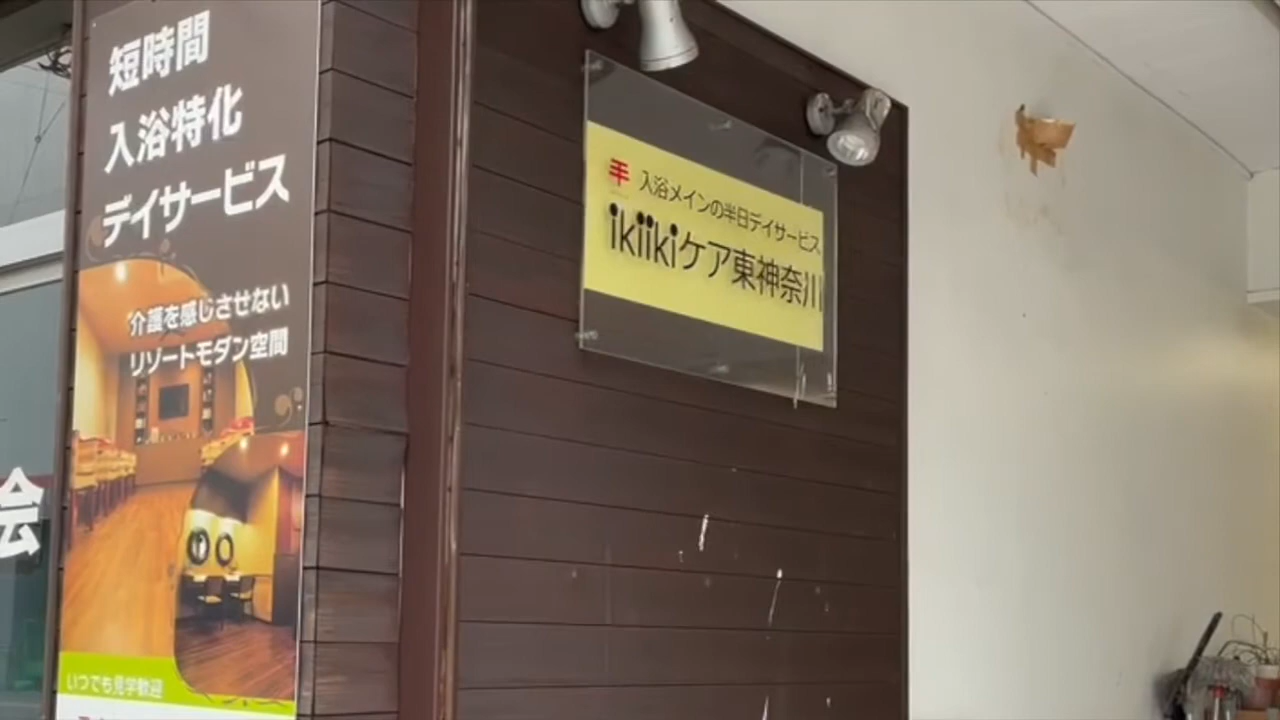 短時間
入浴特化
デイサービス
介護を感じさせない
リゾートモダン空間
いつでも見学歓迎
会
入浴メインの半日デイサービス
ikiikiケア東神奈川